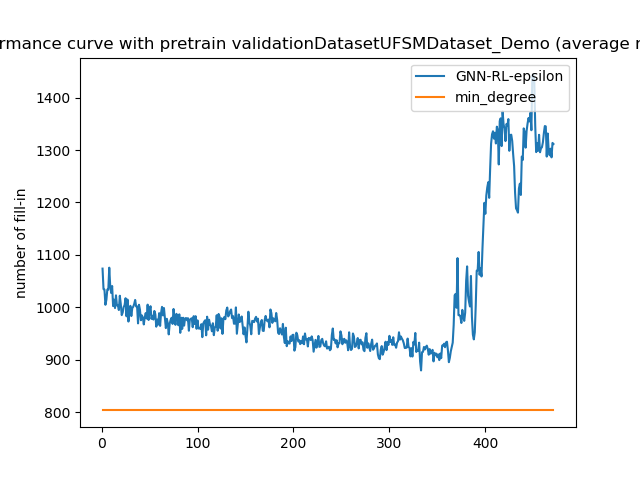 rmance curve with pretrain validationDatasetUFSMDataset_Demo (average
GNN-RL-epsilon
min_degree
number of fill-in
1400
1300
1200
1100
1000
900
800
0 100 200 300 400